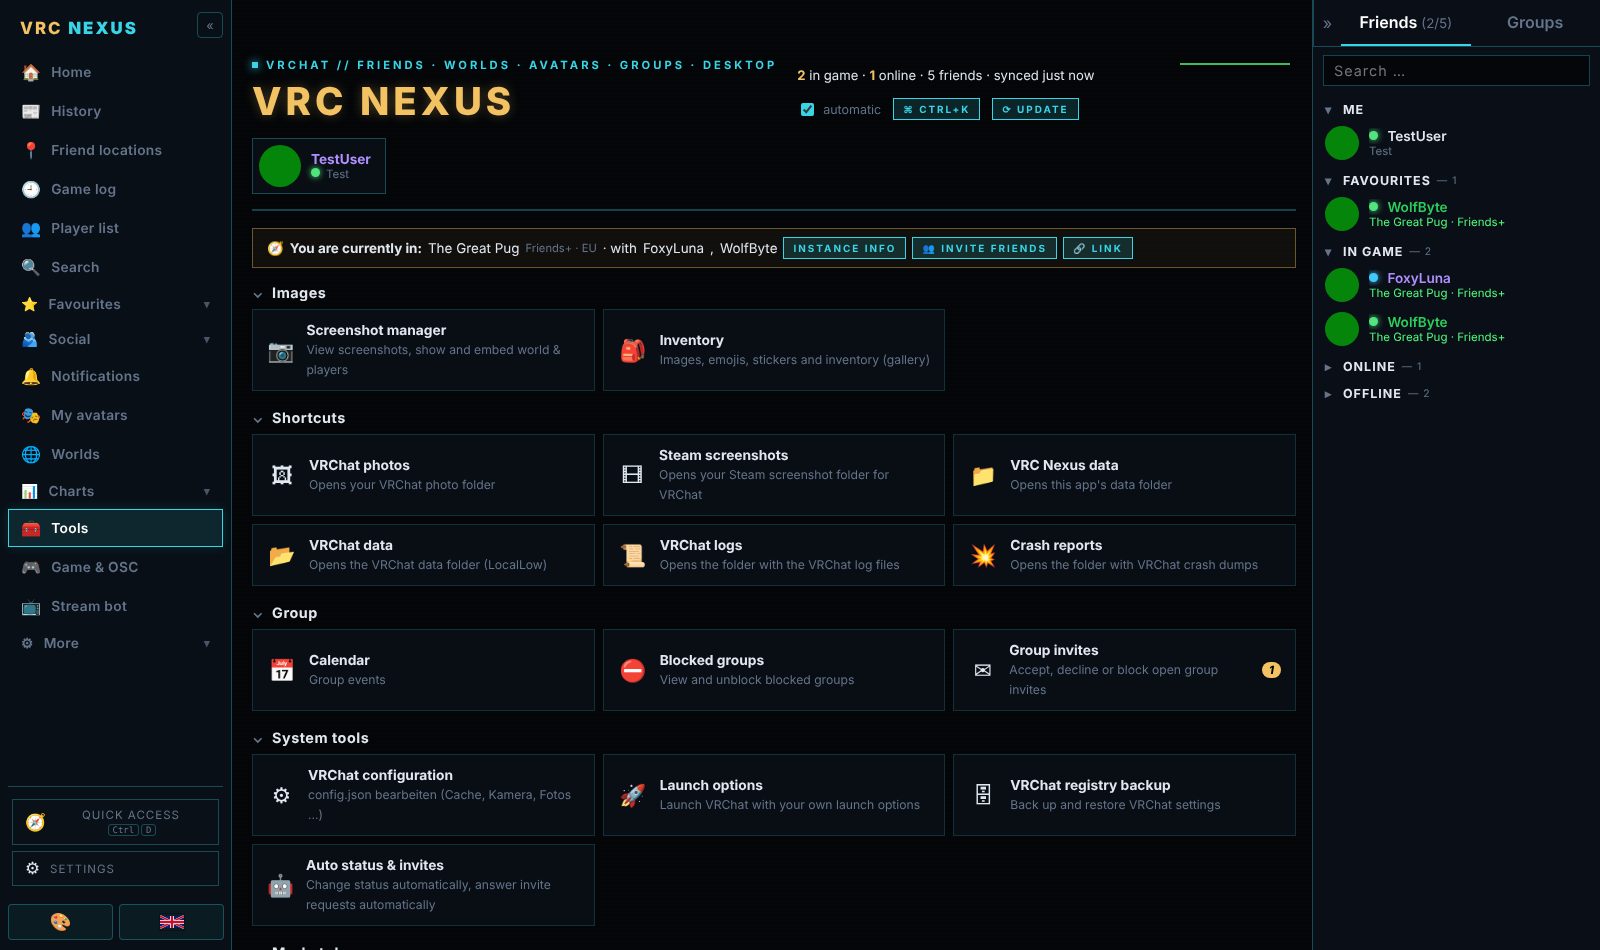 VRC NEXUS
«
Home
History
Friend locations
Game log
Player list
Search
Favourites
Social
Notifications
My avatars
Worlds
Charts
Tools
Game & OSC
Stream bot
More
QUICK ACCESS
Ctrl D
SETTINGS
VRCHAT // FRIENDS · WORLDS · AVATARS · GROUPS · DESKTOP
VRC NEXUS
2 in game · 1 online · 5 friends · synced just now
automatic
⌘ CTRL+K
⟳ UPDATE
TestUser
Test
You are currently in: The Great Pug Friends+ · EU · with FoxyLuna , WolfByte
INSTANCE INFO
INVITE FRIENDS
LINK
Images
Screenshot manager
View screenshots, show and embed world &
players
Inventory
Images, emojis, stickers and inventory (gallery)
Shortcuts
VRChat photos
Opens your VRChat photo folder
Steam screenshots
Opens your Steam screenshot folder for
VRChat
VRC Nexus data
Opens this app's data folder
VRChat data
Opens the VRChat data folder (LocalLow)
VRChat logs
Opens the folder with the VRChat log files
Crash reports
Opens the folder with VRChat crash dumps
Group
Calendar
Group events
Blocked groups
View and unblock blocked groups
Group invites
Accept, decline or block open group
invites
1
System tools
VRChat configuration
config.json bearbeiten (Cache, Kamera, Fotos
…)
Launch options
Launch VRChat with your own launch options
VRChat registry backup
Back up and restore VRChat settings
Auto status & invites
Change status automatically, answer invite
requests automatically
»
Friends (2/5)
Groups
Search ...
ME
TestUser
Test
FAVOURITES — 1
WolfByte
The Great Pug · Friends+
IN GAME — 2
FoxyLuna
The Great Pug · Friends+
WolfByte
The Great Pug · Friends+
ONLINE — 1
OFFLINE — 2